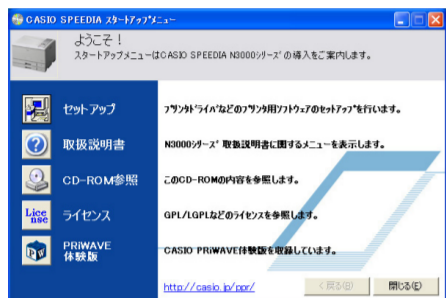 CASIO SPEEDIA ｽﾀｰﾄｱｯﾌﾟﾒﾆｭｰ
ようこそ！
スタートアップメニューはCASIO SPEEDIA N3000ｼﾘｰｽﾞの導入をご案内します。
セットアップ
ﾌﾟﾘﾝﾀﾄﾞﾗｲﾊﾞなどのﾌﾟﾘﾝﾀ用ｿﾌﾄｳｪｱのｾｯﾄｱｯﾌﾟを行います。
取扱説明書
N3000ｼﾘｰｽﾞ 取扱説明書に関するメニューを表示します。
CD-ROM参照
このCD-ROMの内容を参照します。
License
ライセンス
GPL/LGPLなどのライセンスを参照します。
PW
PRiWAVE
体験版
CASIO PRiWAVE体験版を収録しています。
http://casio.jp/ppr/
< 戻る(B)
閉じる(E)